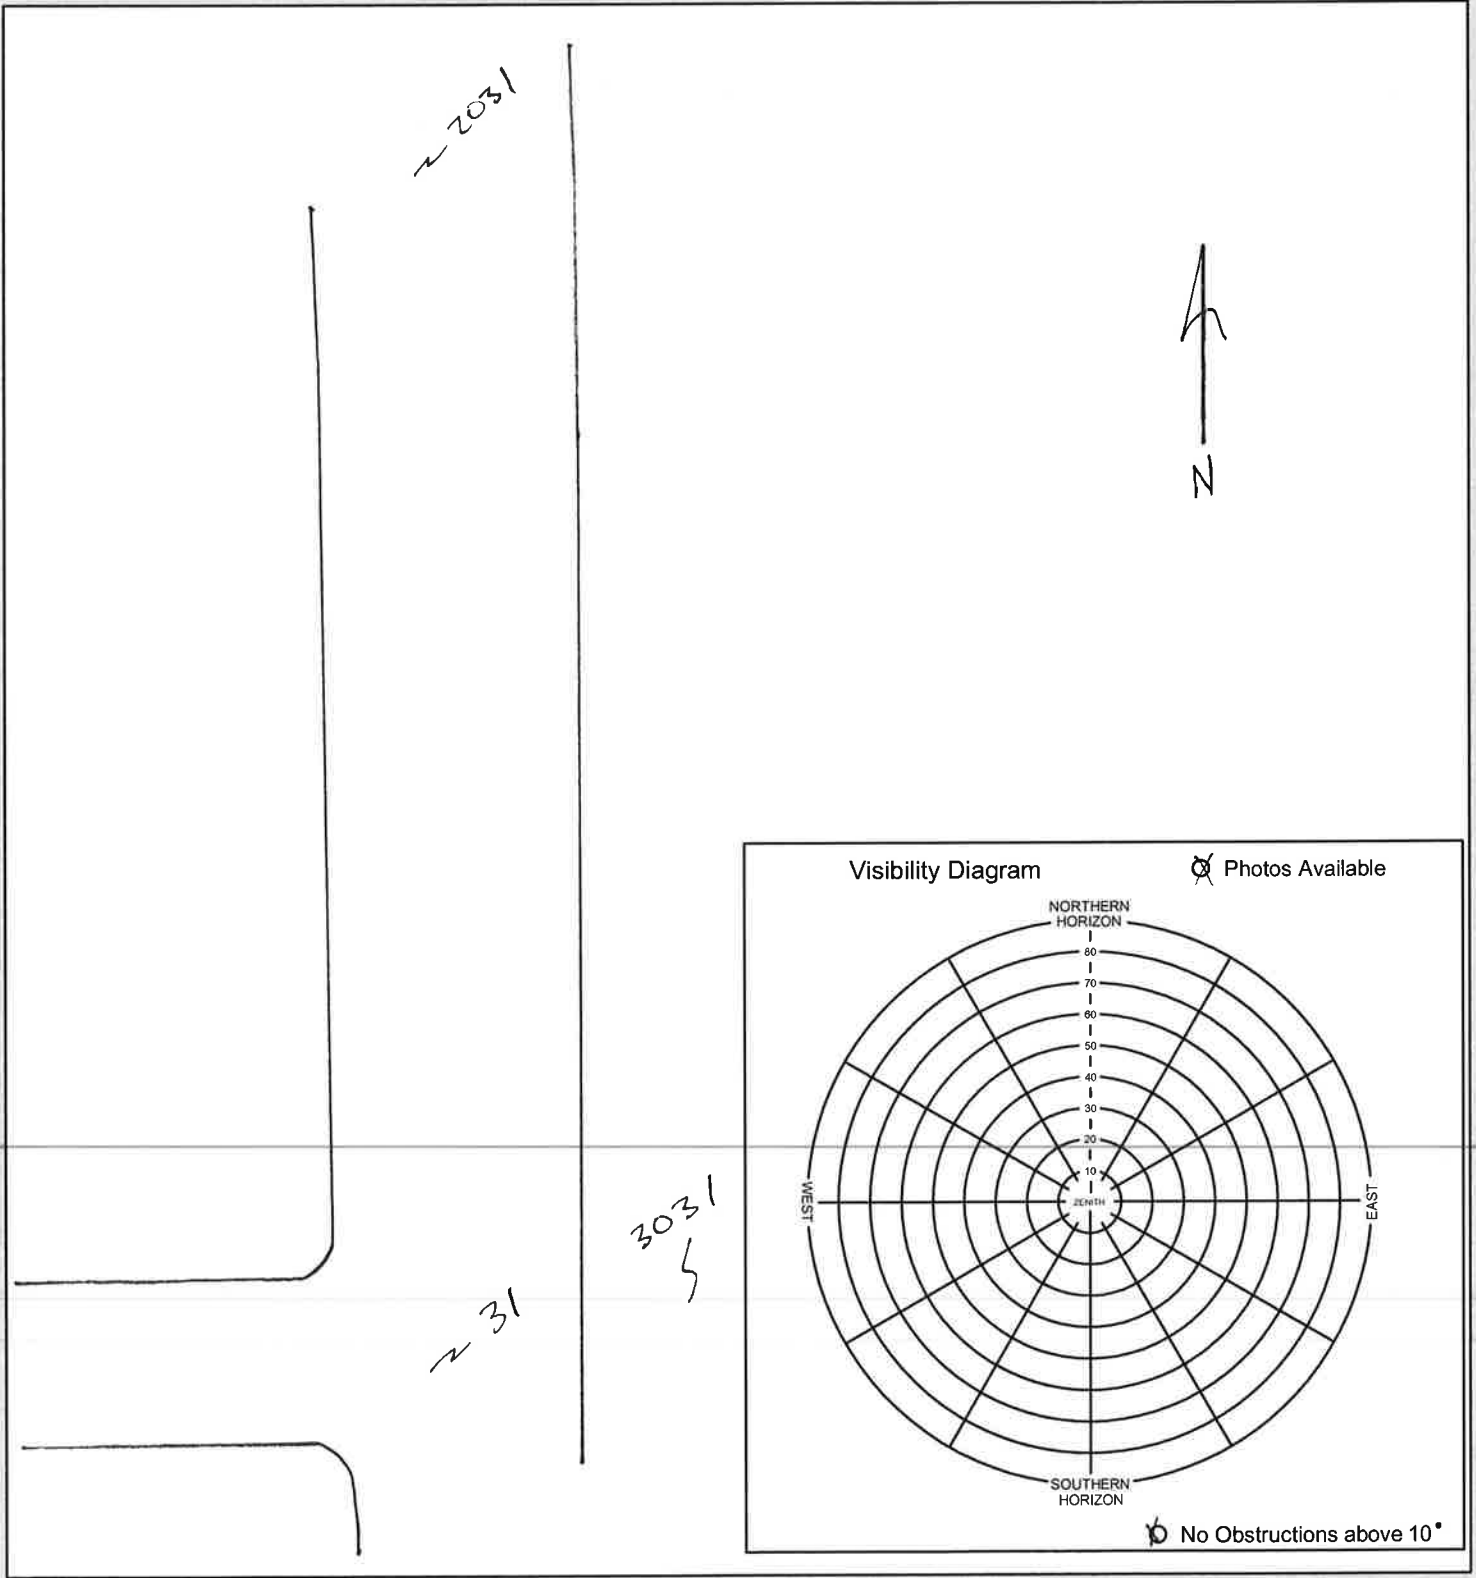 2031
N
Visibility Diagram
Photos Available
NORTHERN
HORIZON
80
70
60
50
40
30
20
10
ZENITH
WEST
EAST
3031
31
SOUTHERN
HORIZON
No Obstructions above 10°